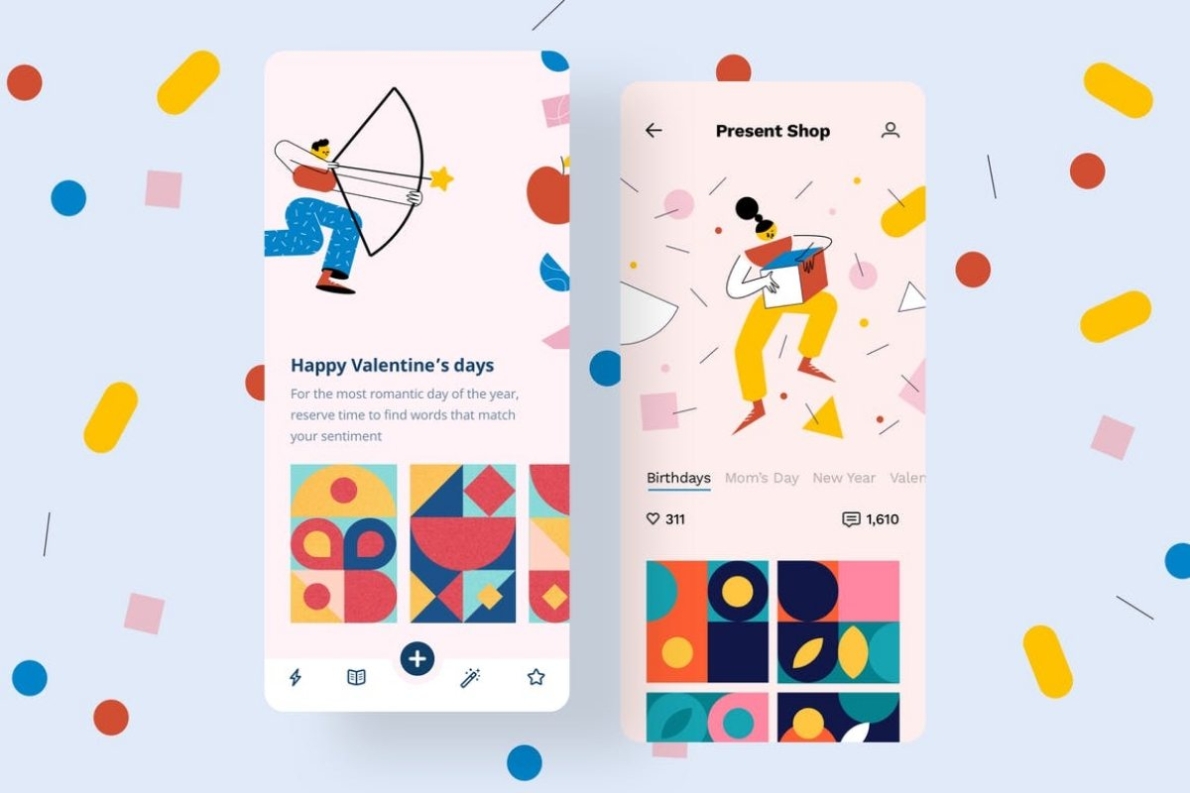 Happy Valentine's days
For the most romantic day of the year,
reserve time to find words that match
your sentiment
Present Shop
Birthdays Mom's Day New Year Valen
311 1,610